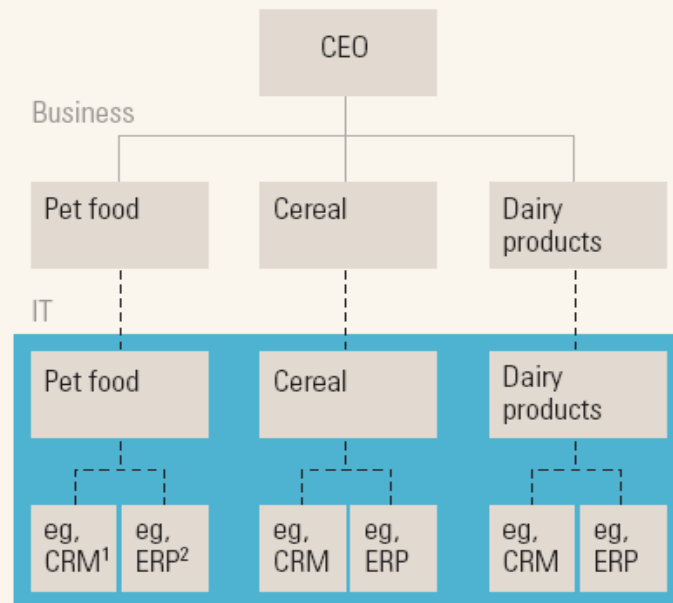 CEO
Business
Pet food
Cereal
Dairy
products
IT
Pet food
Cereal
Dairy
products
eg,
CRM¹
eg,
ERP²
eg,
CRM
eg,
ERP
eg,
CRM
eg,
ERP